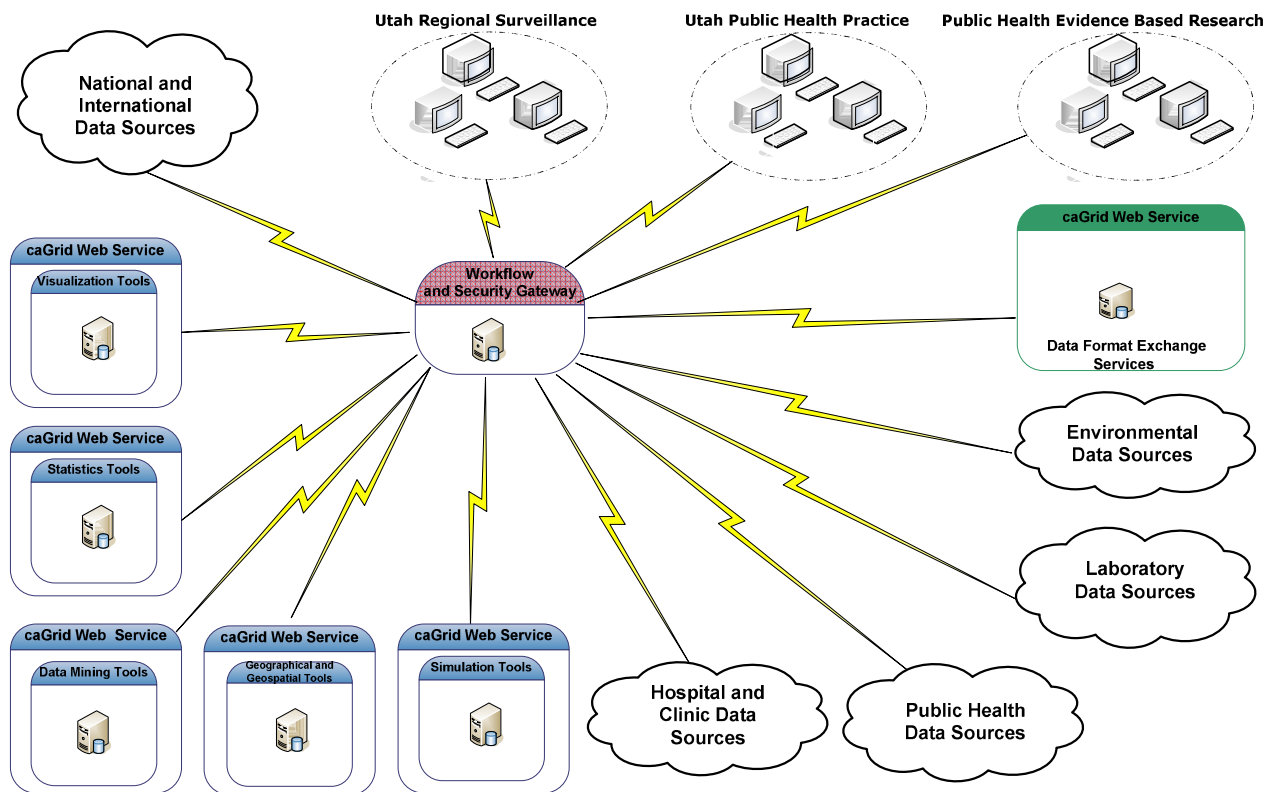 Utah Regional Surveillance
Utah Public Health Practice
Public Health Evidence Based Research
National and
International
Data Sources
caGrid Web Service
Visualization Tools
Workflow
and Security Gateway
caGrid Web Service
Data Format Exchange
Services
caGrid Web Service
Statistics Tools
Environmental
Data Sources
Laboratory
Data Sources
caGrid Web  Service
Data Mining Tools
caGrid Web Service
Geographical and
Geospatial Tools
caGrid Web Service
Simulation Tools
Hospital and
Clinic Data
Sources
Public Health
Data Sources